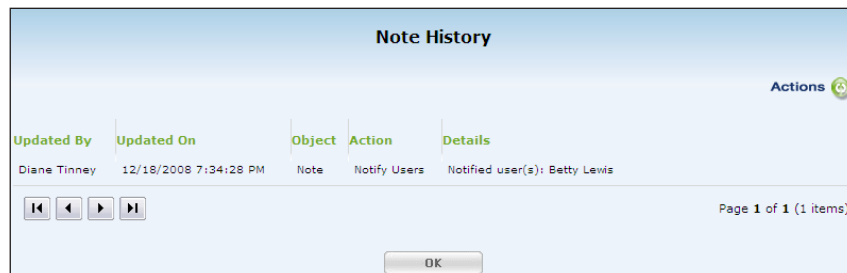 Note History
Actions
Updated By Updated On Object Action Details
Diane Tinney 12/18/2008 7:34:28 PM Note Notify Users Notified user(s): Betty Lewis
Page 1 of 1 (1 items)
OK